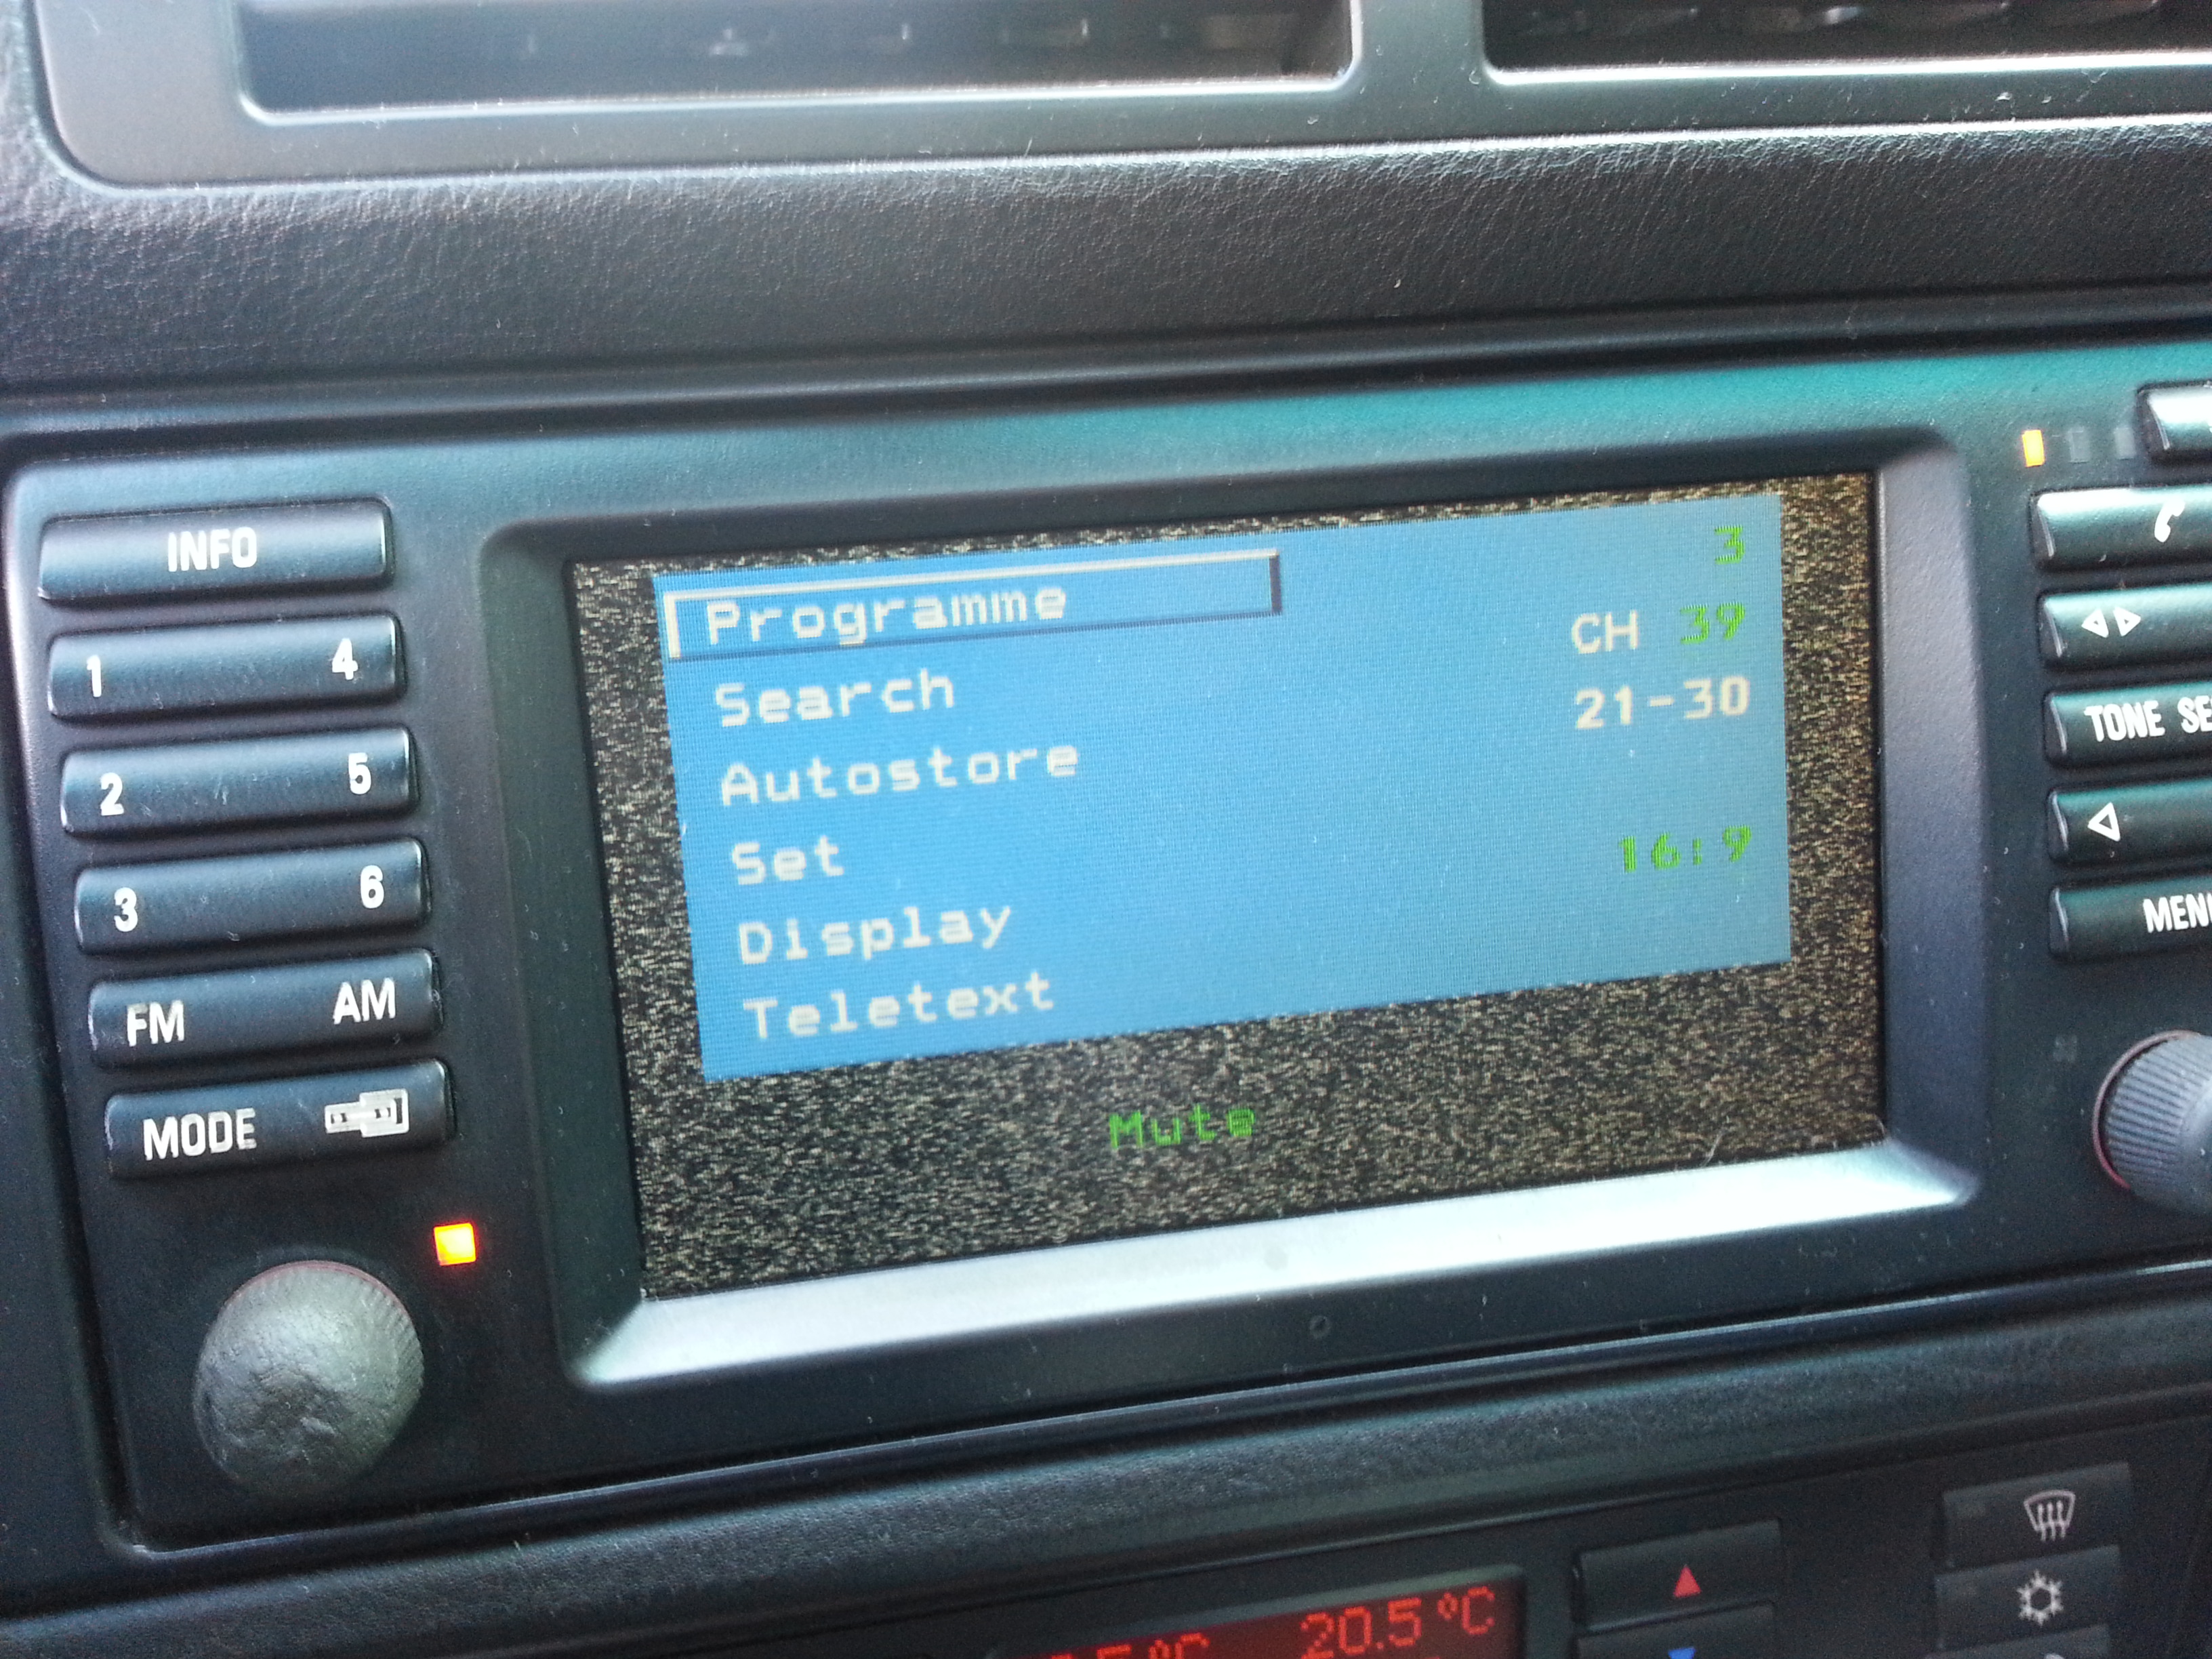 INFO
1 4
2 5
3 6
FM AM
MODE
Programme 3
Search CH 39
Autostore 21-30
Set
Display 16:9
Teletext
Mute
TONE
MENU
20.5 °C